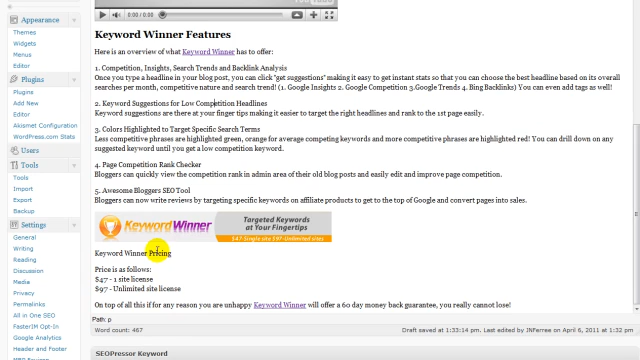 Appearance
Themes
Widgets
Menus
Editor
Plugins
Plugins
Add New
Editor
Akismet Configuration
WordPress.com Stats
Users
Tools
Tools
Import
Export
Backup
Settings
General
Writing
Reading
Discussion
Media
Privacy
Permalinks
All in One SEO
FasterIM Opt-In
Header and Footer
0:00 / 0:00
Keyword Winner Features
Here is an overview of what Keyword Winner has to offer:
1. Competition, Insights, Search Trends and Backlink Analysis
Once you type a headline in your blog post, you can click "get suggestions" making it easy to get instant stats so that you can choose the best headline based on its overall
searches per month, competitive nature and search trend! (1. Google Insights 2. Google Competition 3.Google Trends 4. Bing Backlinks) You can even add tags as well!
2. Keyword Suggestions for Low Competition Headlines
Keyword suggestions are there at your finger tips making it easier to target the right headlines and rank to the 1st page easily.
3. Colors Highlighted to Target Specific Search Terms
Less competitive phrases are highlighted green, orange for average competing keywords and more competitive phrases are highlighted red! You can drill down on any
suggested keyword until you get a low competition keyword.
4. Page Competition Rank Checker
Bloggers can quickly view the competition rank in admin area of their old blog posts and easily edit and improve page competition.
5. Awesome Bloggers SEO Tool
Bloggers can now write reviews by targeting specific keywords on affiliate products to get to the top of Google and convert pages into sales.
KeywordWinner
Targeted Keywords
at Your Fingertips
$47-Single site $97-Unlimited sites
Keyword Winner Pricing
Price is as follows:
$47 - 1 site license
$97 - Unlimited site license
On top of all this if for any reason you are unhappy Keyword Winner will offer a 60 day money back guarantee, you really cannot lose!
Path: p
Word count: 467
Draft saved at 1:33:14 pm. Last edited by JNFerree on April 6, 2011 at 1:32 pm
SEOPressor Keyword